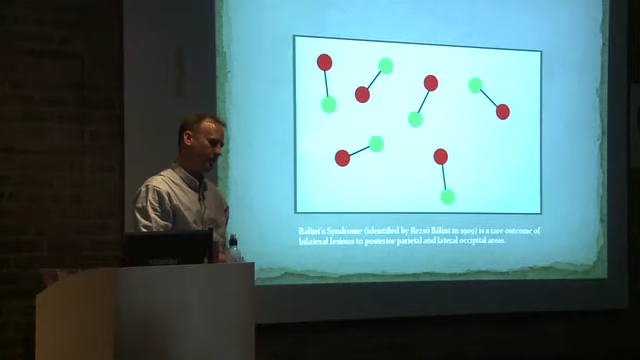 Balint's Syndrome (identified by Rezső Bálint in 1909) is a rare outcome of
bilateral lesions to posterior parietal and lateral occipital areas.